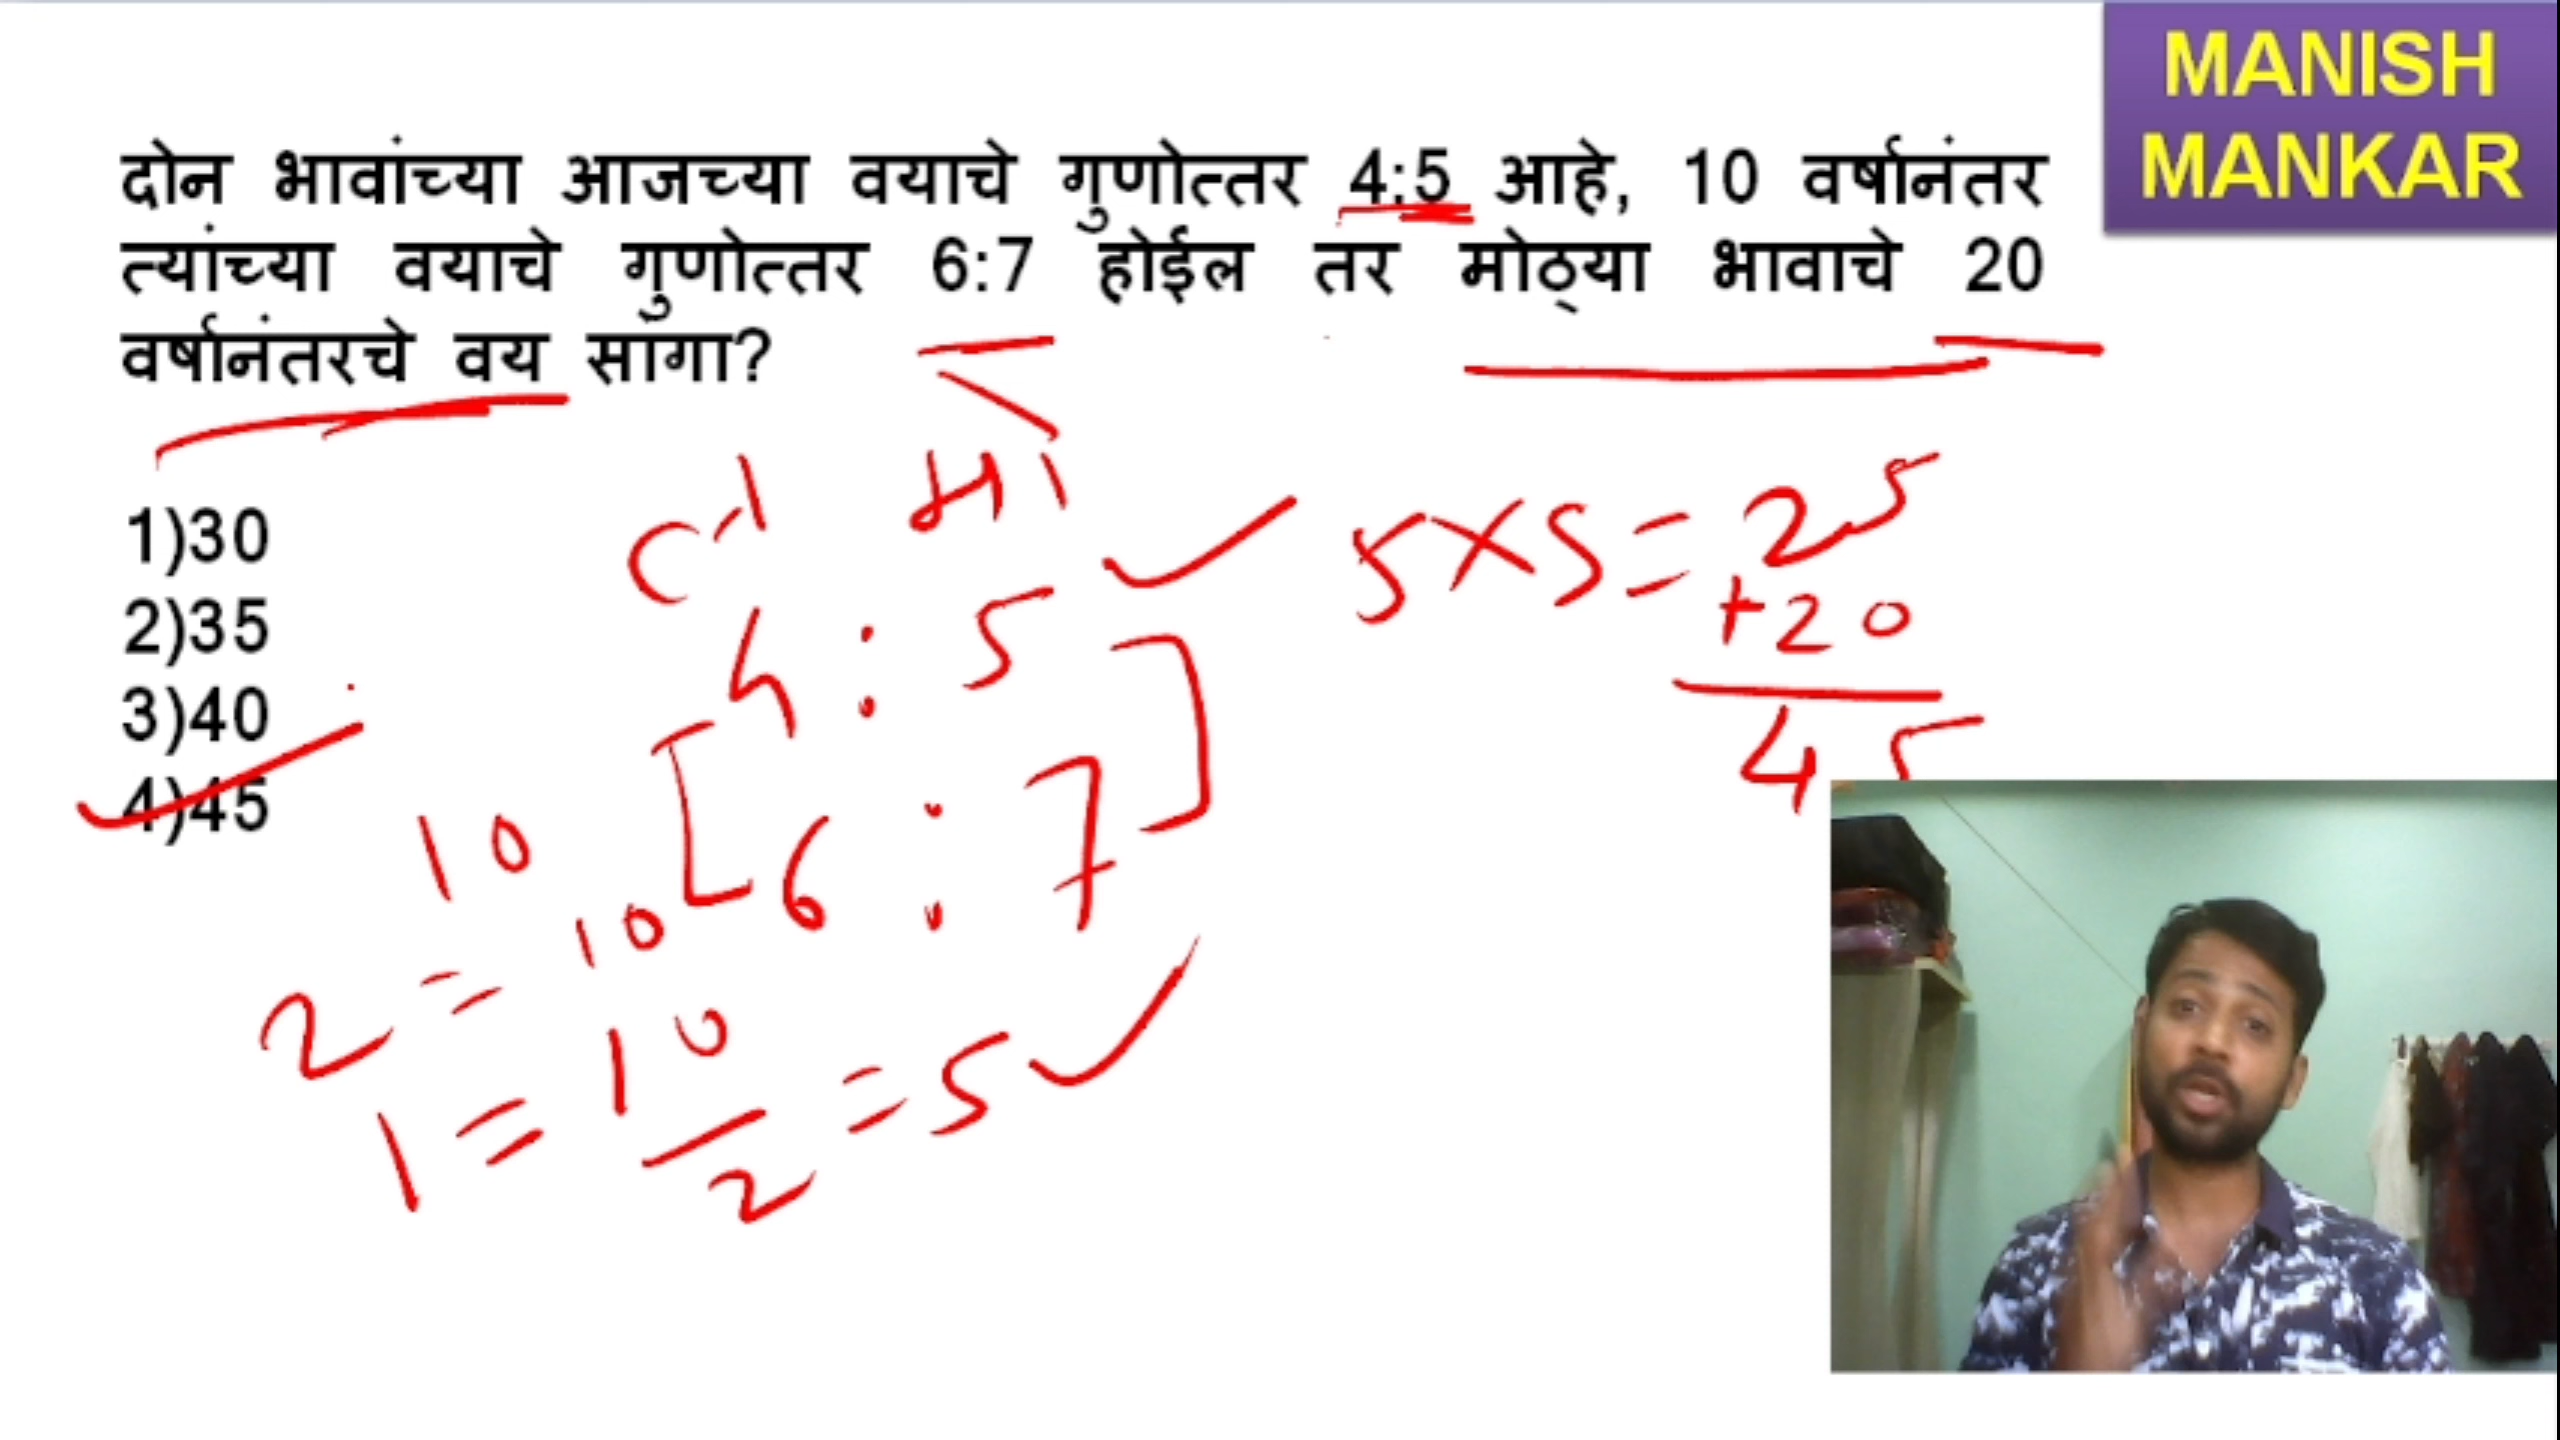 MANISH
MANKAR
दोन भावांच्या आजच्या वयाचे गुणोत्तर 4:5 आहे, 10 वर्षानंतर
त्यांच्या वयाचे गुणोत्तर 6:7 होईल तर मोठ्या भावाचे 20
वर्षानंतरचे वय सांगा?
1)30
2)35
3)40
4)45
4 : 5
6 : 7
10
2 = 10
1 = 10/2 = 5
5×5=25
+20
45